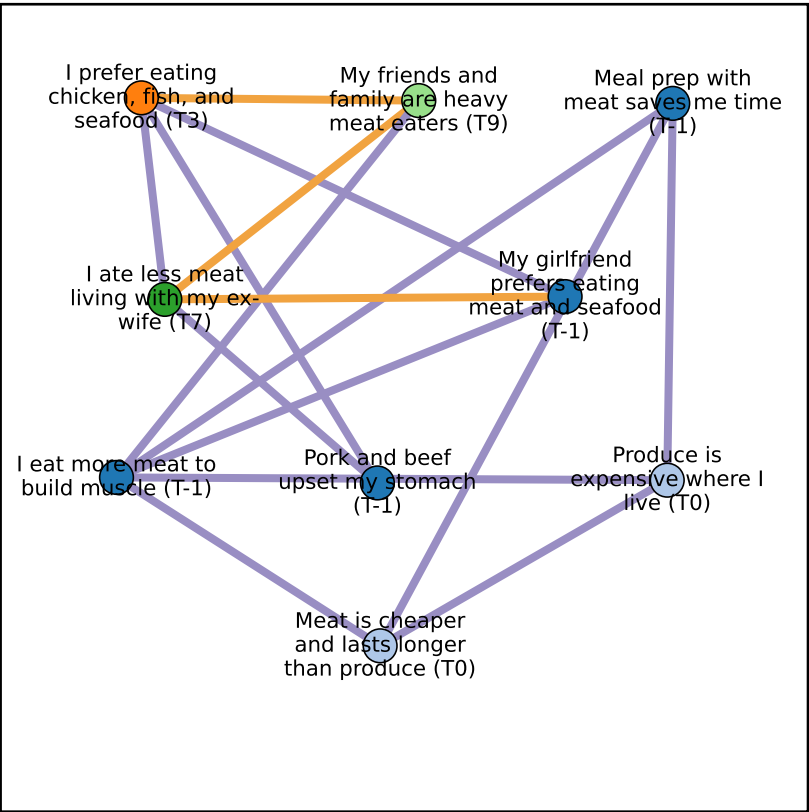 I prefer eating
chicken, fish, and
seafood (T3)
My friends and
family are heavy
meat eaters (T9)
Meal prep with
meat saves me time
(T-1)
I ate less meat
living with my ex-
wife (T7)
My girlfriend
prefers eating
meat and seafood
(T-1)
I eat more meat to
build muscle (T-1)
Pork and beef
upset my stomach
(T-1)
Produce is
expensive where I
live (T0)
Meat is cheaper
and lasts longer
than produce (T0)